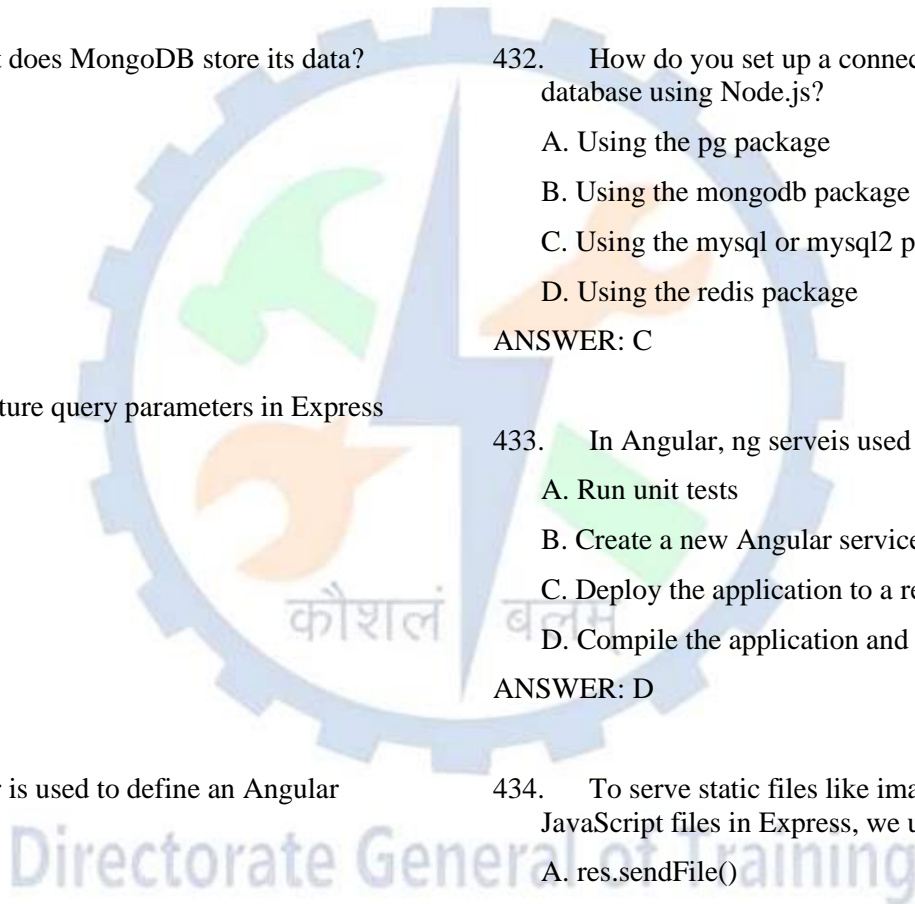 does MongoDB store its data?
ture query parameters in Express
is used to define an Angular
432. How do you set up a connec
database using Node.js?
A. Using the pg package
B. Using the mongodb package
C. Using the mysql or mysql2 p
D. Using the redis package
ANSWER: C
433. In Angular, ng serveis used
A. Run unit tests
B. Create a new Angular service
C. Deploy the application to a re
D. Compile the application and
ANSWER: D
434. To serve static files like ima
JavaScript files in Express, we u
A. res.sendFile()
कौशलं बलम्
Directorate General of Training